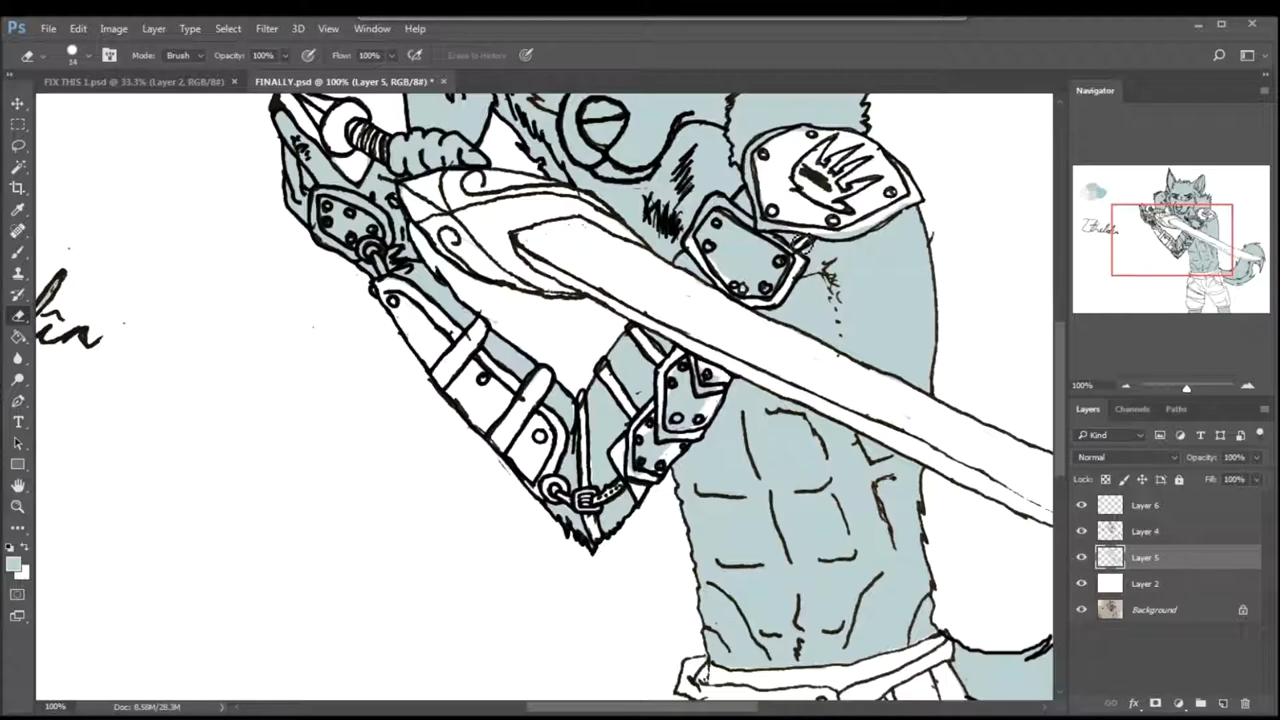 Ps File Edit Image Layer Type Select Filter 3D View Window Help
14 Mode: Brush Opacity: 100% Flow: 100% Erase to History
FIX THIS 1.psd @ 33.3% (Layer 2, RGB/8#) × FINALLY.psd @ 100% (Layer 5, RGB/8#) * ×
Navigator
100%
Layers Channels Paths
Kind
Normal Opacity: 100%
Lock: Fill: 100%
Layer 6
Layer 4
Layer 5
Layer 2
Background
100% Doc: 8.58M/28.3M